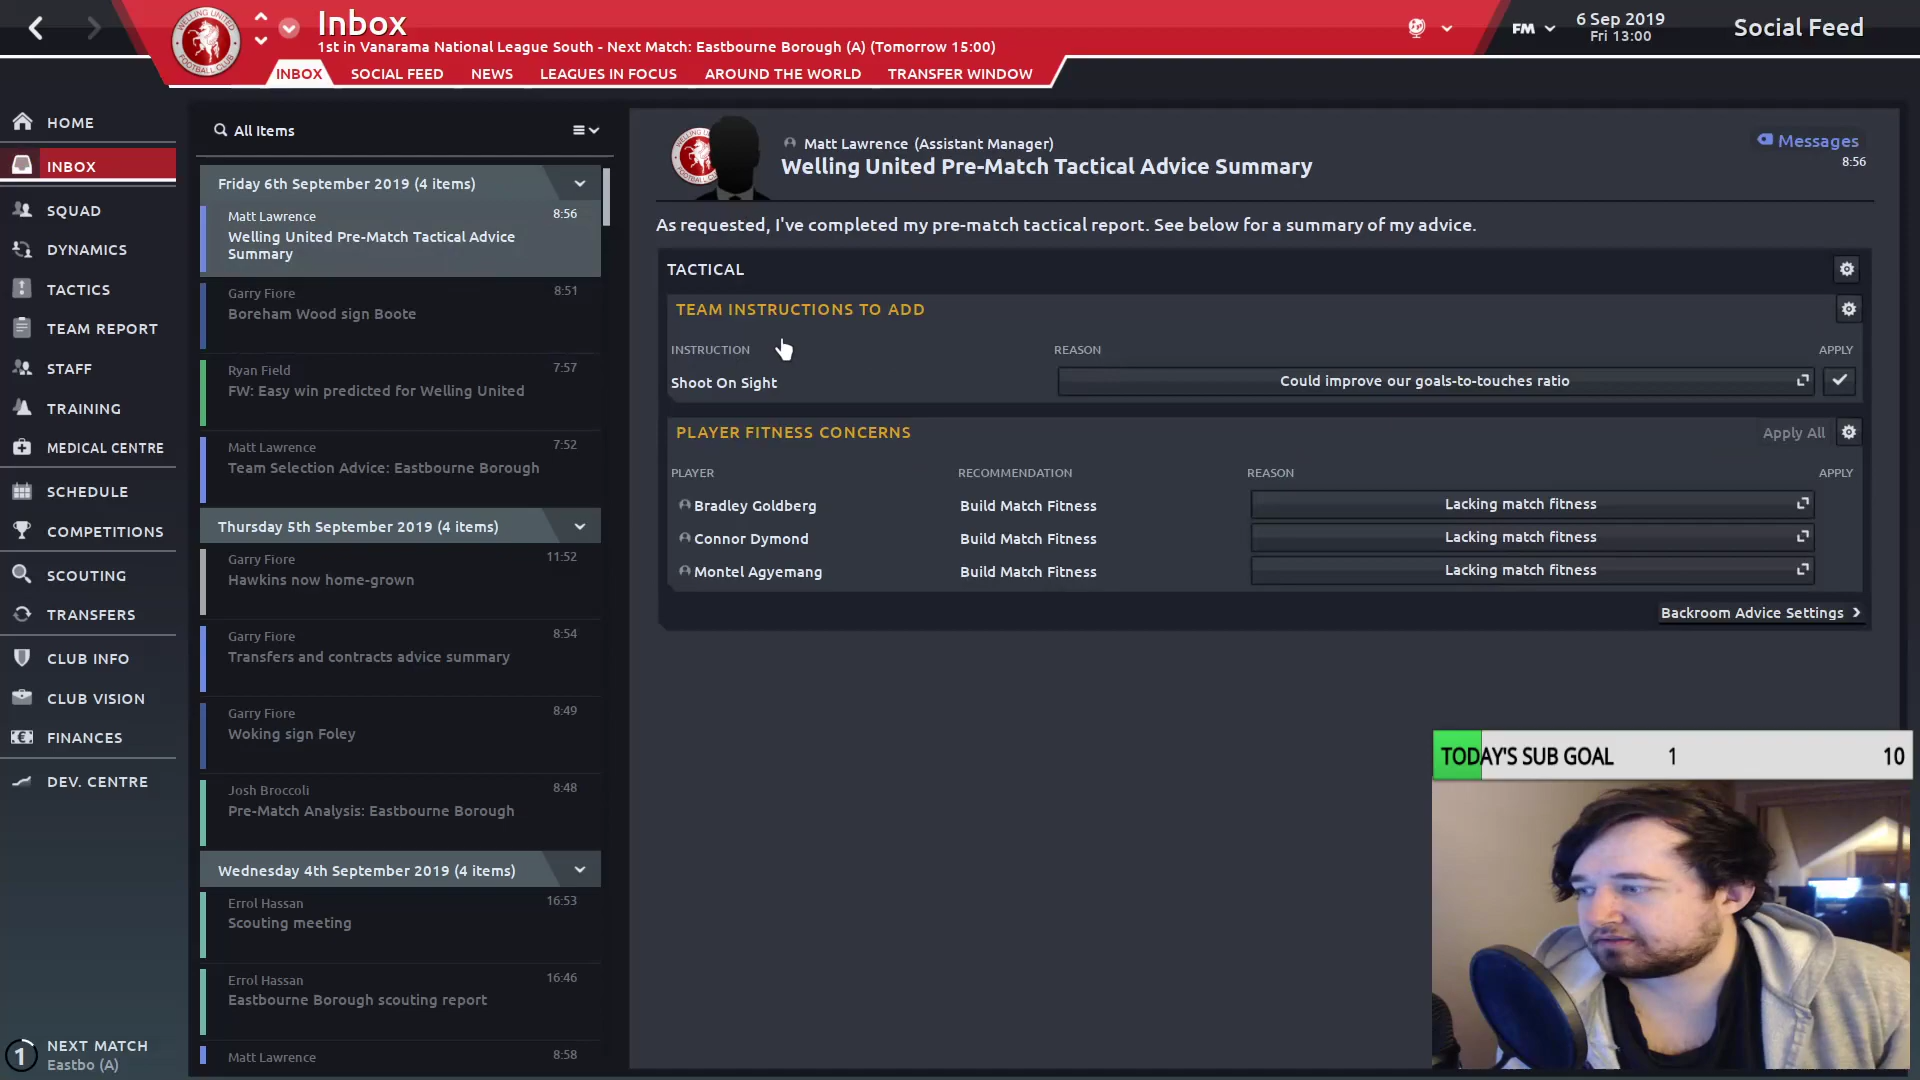 Inbox
1st in Vanarama National League South - Next Match: Eastbourne Borough (A) (Tomorrow 15:00)
FM
6 Sep 2019
Fri 13:00
Social Feed
INBOX SOCIAL FEED NEWS LEAGUES IN FOCUS AROUND THE WORLD TRANSFER WINDOW
HOME
INBOX
SQUAD
DYNAMICS
TACTICS
TEAM REPORT
STAFF
TRAINING
MEDICAL CENTRE
SCHEDULE
COMPETITIONS
SCOUTING
TRANSFERS
CLUB INFO
CLUB VISION
FINANCES
DEV. CENTRE
1 NEXT MATCH
Eastbo (A)
All Items
Friday 6th September 2019 (4 items)
Matt Lawrence 8:56
Welling United Pre-Match Tactical Advice
Summary
Garry Fiore 8:51
Boreham Wood sign Boote
Ryan Field 7:57
FW: Easy win predicted for Welling United
Matt Lawrence 7:52
Team Selection Advice: Eastbourne Borough
Thursday 5th September 2019 (4 items)
Garry Fiore 11:52
Hawkins now home-grown
Garry Fiore 8:54
Transfers and contracts advice summary
Garry Fiore 8:49
Woking sign Foley
Josh Broccoli 8:48
Pre-Match Analysis: Eastbourne Borough
Wednesday 4th September 2019 (4 items)
Errol Hassan 16:53
Scouting meeting
Errol Hassan 16:46
Eastbourne Borough scouting report
Matt Lawrence 8:58
Matt Lawrence (Assistant Manager)
Welling United Pre-Match Tactical Advice Summary
Messages
8:56
As requested, I've completed my pre-match tactical report. See below for a summary of my advice.
TACTICAL
TEAM INSTRUCTIONS TO ADD
INSTRUCTION REASON APPLY
Shoot On Sight Could improve our goals-to-touches ratio
PLAYER FITNESS CONCERNS Apply All
PLAYER RECOMMENDATION REASON APPLY
Bradley Goldberg Build Match Fitness Lacking match fitness
Connor Dymond Build Match Fitness Lacking match fitness
Montel Agyemang Build Match Fitness Lacking match fitness
Backroom Advice Settings
TODAY'S SUB GOAL 1 10